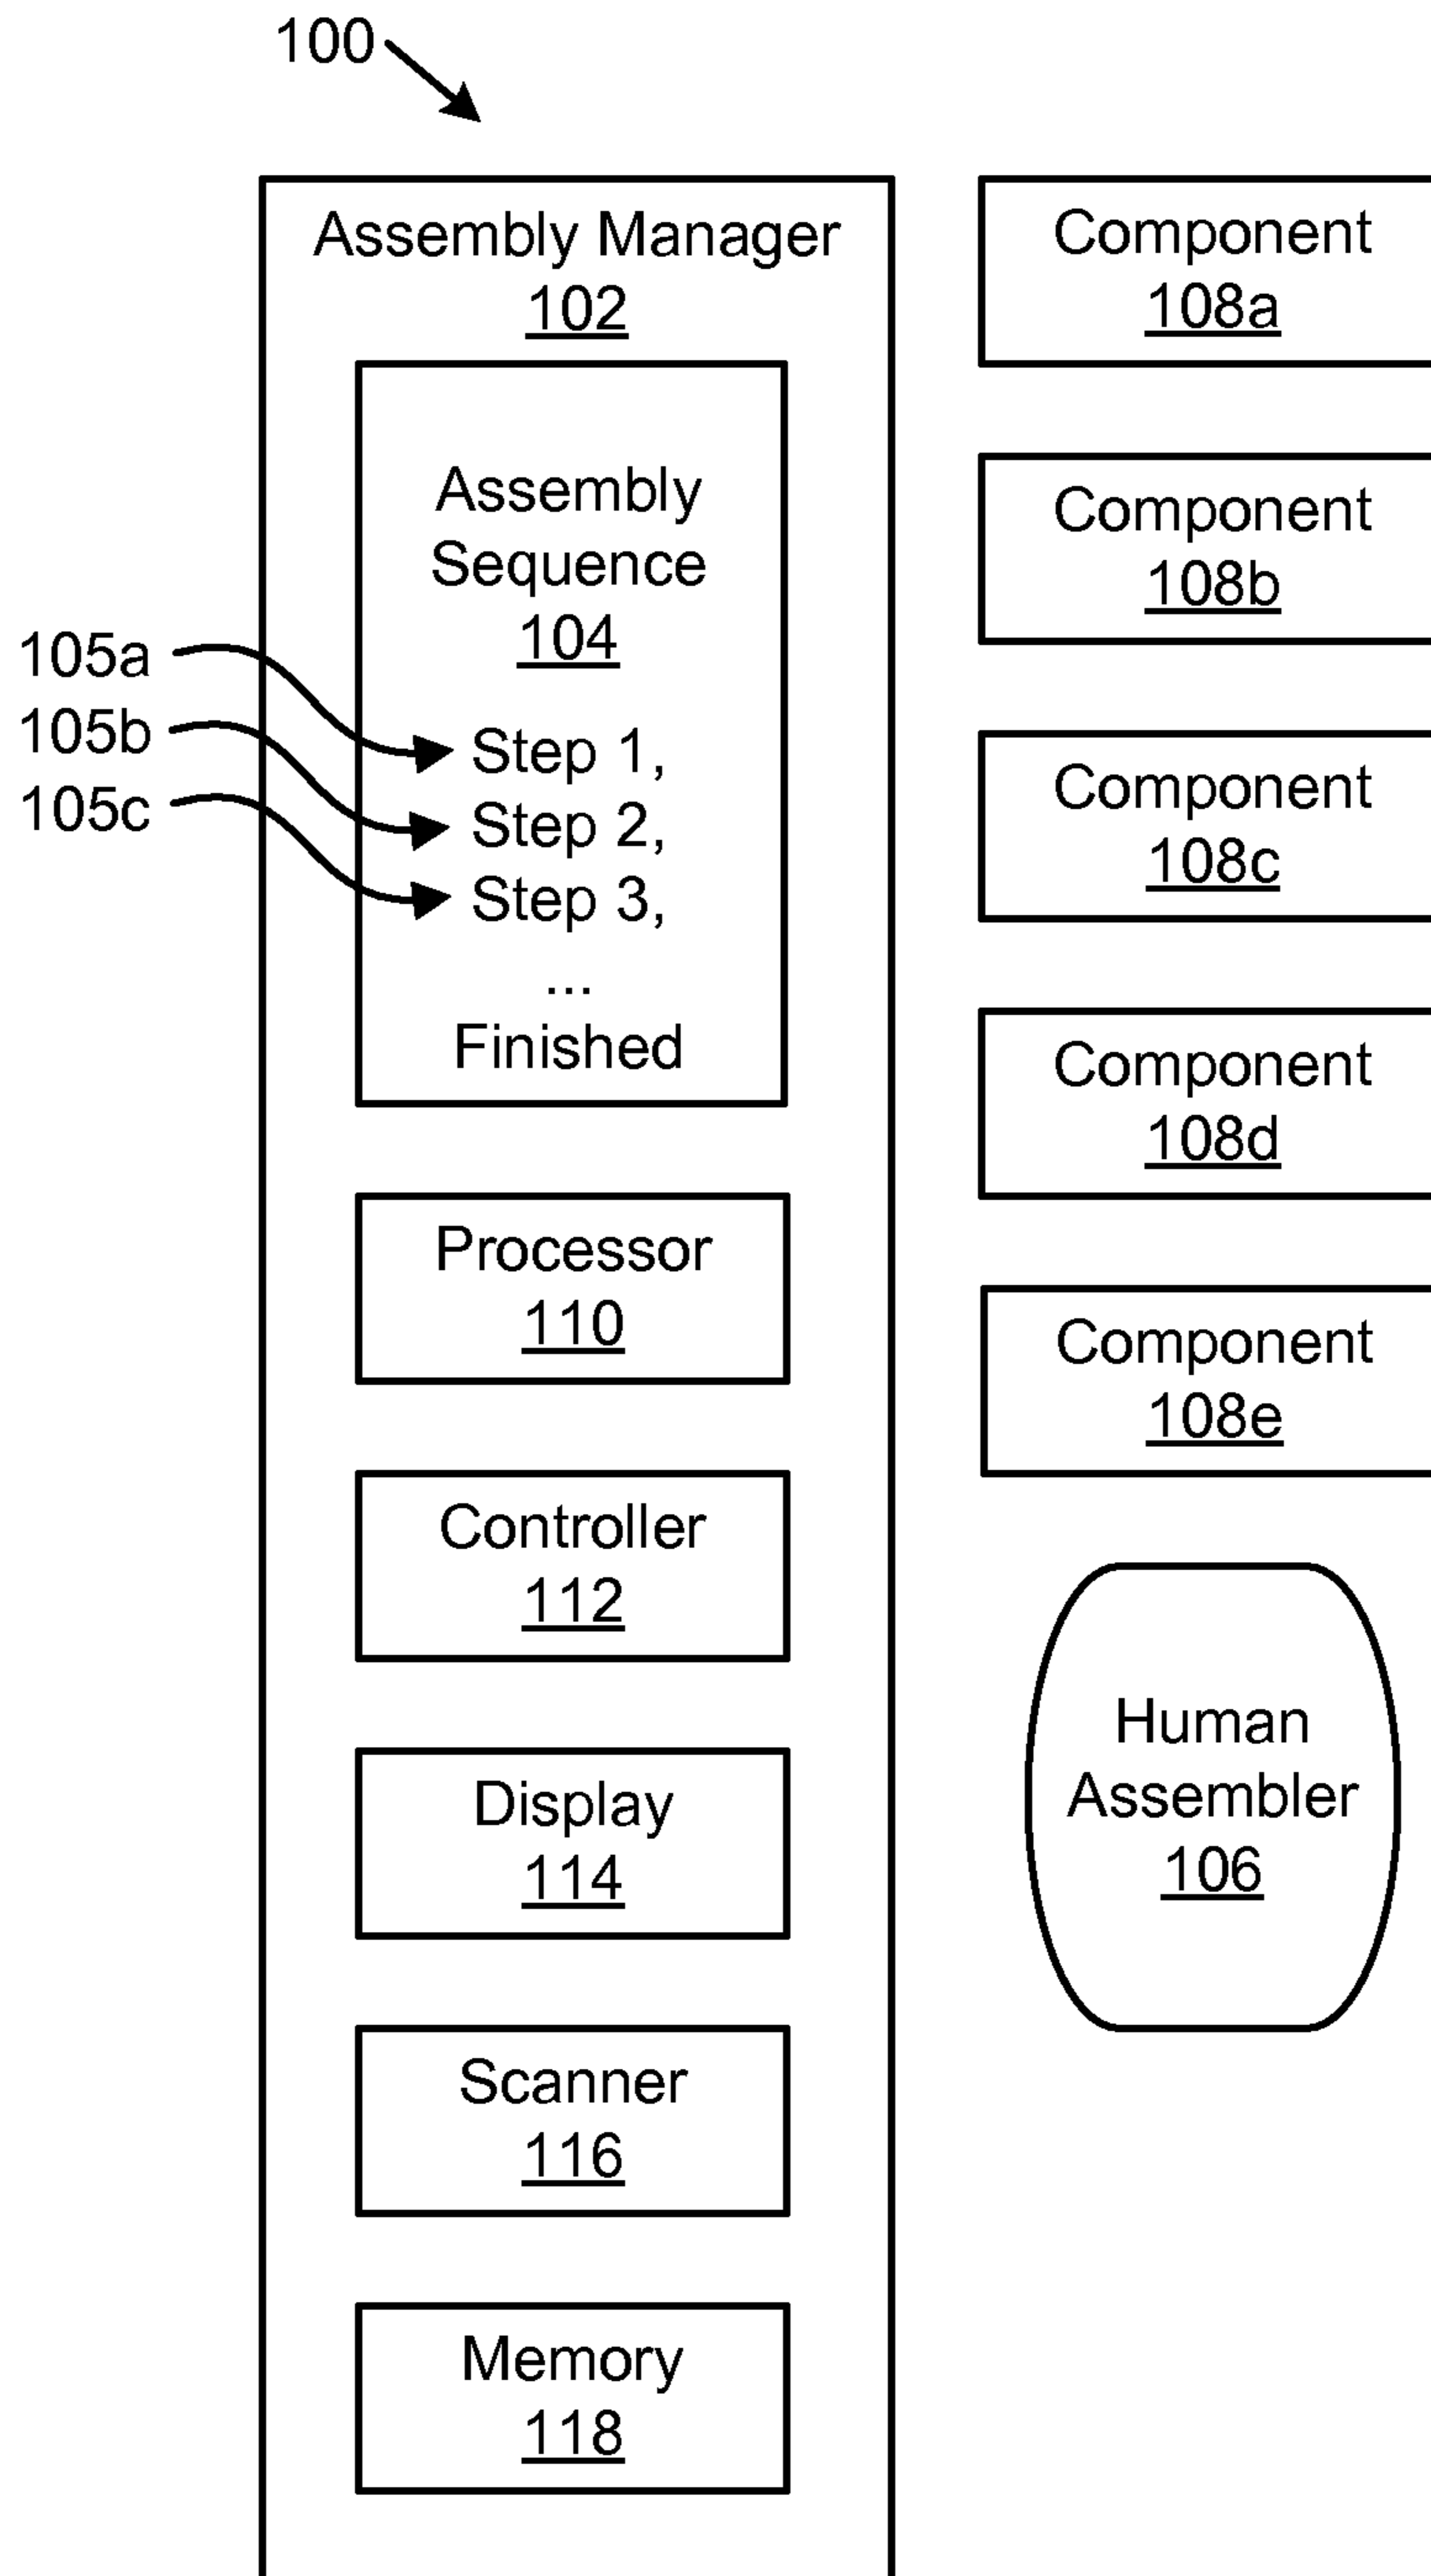 100
Assembly Manager
102
Assembly
Sequence
104
105a
105b
105c
Step 1,
Step 2,
Step 3,
...
Finished
Processor
110
Controller
112
Display
114
Scanner
116
Memory
118
Component
108a
Component
108b
Component
108c
Component
108d
Component
108e
Human
Assembler
106